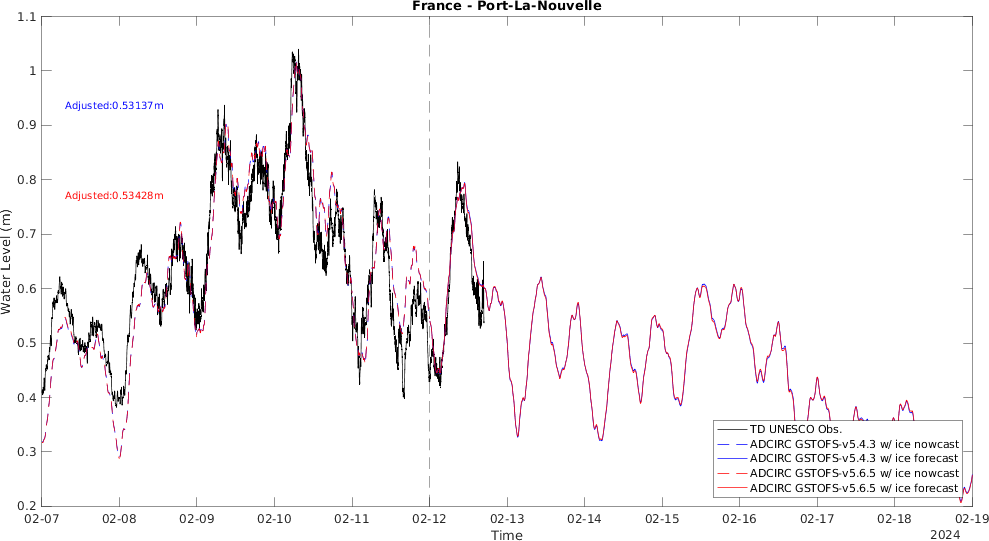 France - Port-La-Nouvelle
1.1
1
0.9
0.8
0.7
0.6
0.5
0.4
0.3
0.2
Water Level (m)
Adjusted:0.53137m
Adjusted:0.53428m
TD UNESCO Obs.
ADCIRC GSTOFS-v5.4.3 w/ ice nowcast
ADCIRC GSTOFS-v5.4.3 w/ ice forecast
ADCIRC GSTOFS-v5.6.5 w/ ice nowcast
ADCIRC GSTOFS-v5.6.5 w/ ice forecast
02-07 02-08 02-09 02-10 02-11 02-12 02-13 02-14 02-15 02-16 02-17 02-18 02-19
Time
2024